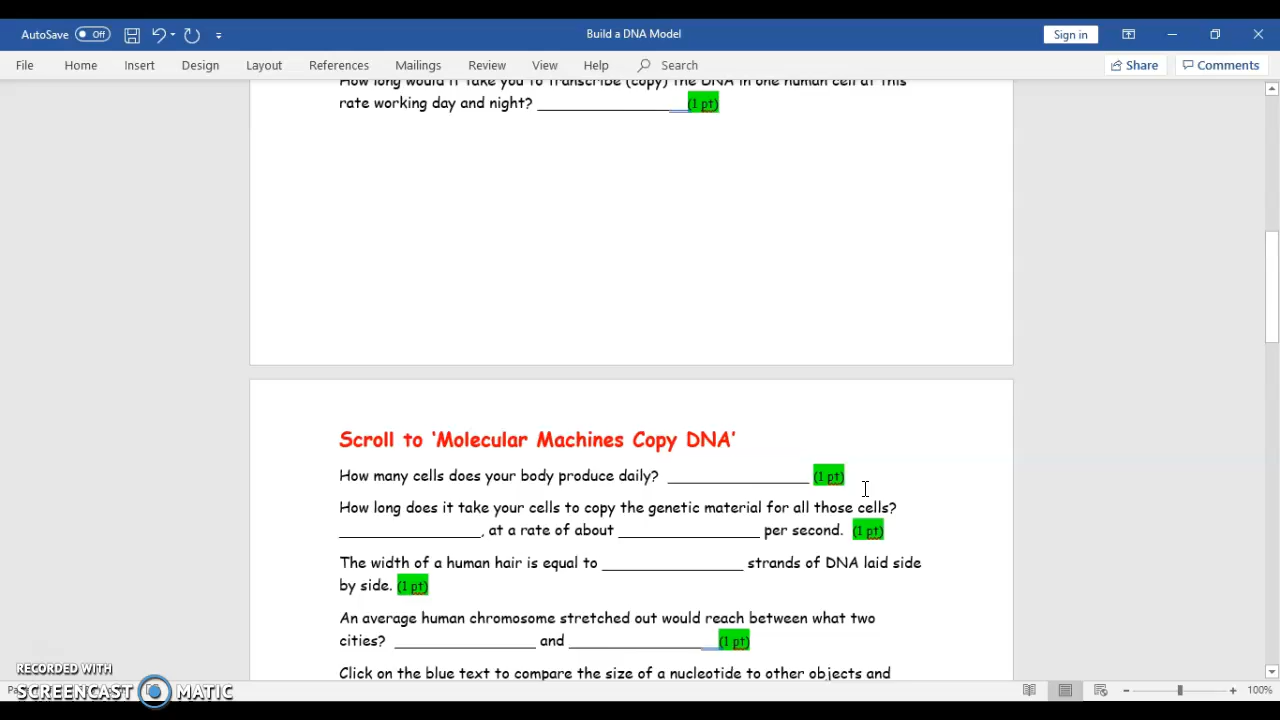 AutoSave Off Build a DNA Model Sign in
File Home Insert Design Layout References Mailings Review View Help Search Share Comments
How long would it take you to transcribe (copy) the DNA in one human cell at this
rate working day and night? ____________________(1 pt)
Scroll to 'Molecular Machines Copy DNA'
How many cells does your body produce daily? ___________________ (1 pt)
How long does it take your cells to copy the genetic material for all those cells?
___________________, at a rate of about ___________________ per second. (1 pt)
The width of a human hair is equal to ___________________ strands of DNA laid side
by side. (1 pt)
An average human chromosome stretched out would reach between what two
cities? ___________________ and ____________________(1 pt)
Click on the blue text to compare the size of a nucleotide to other objects and
RECORDED WITH
SCREENCAST MATIC
100%